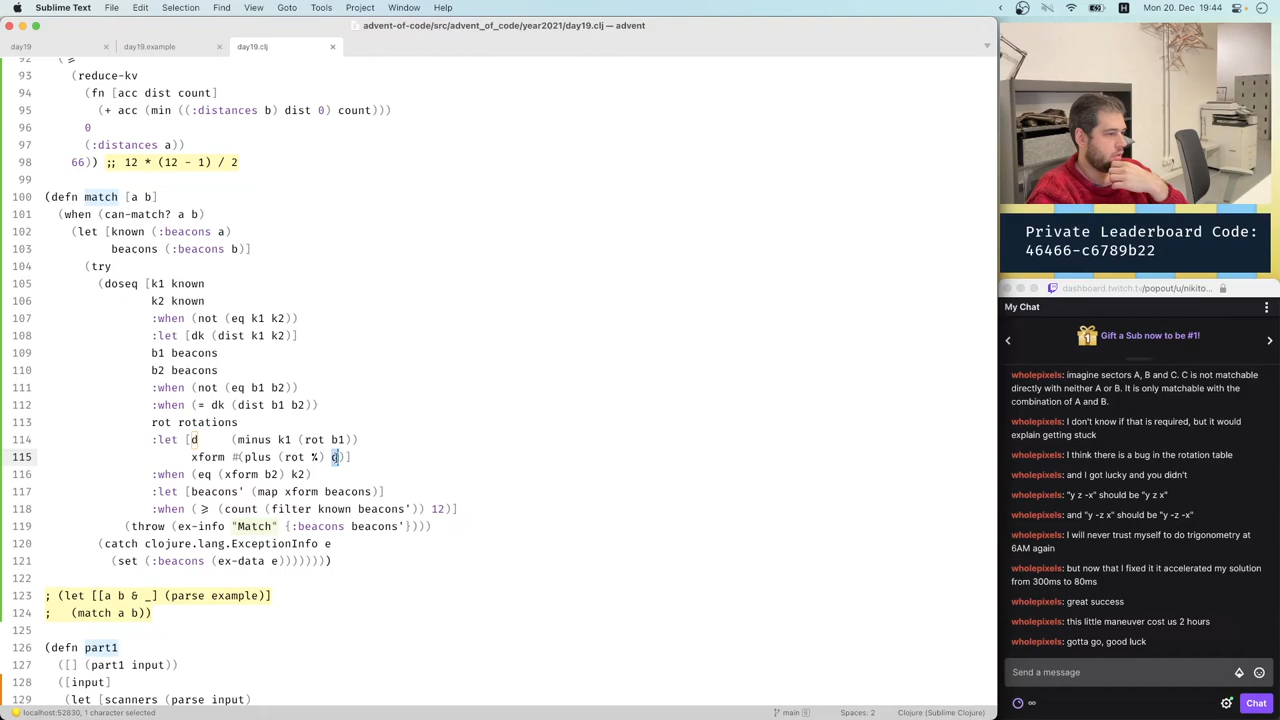 Sublime Text File Edit Selection Find View Goto Tools Project Window Help
Mon 20. Dec 19:44
advent-of-code/src/advent_of_code/year2021/day19.clj — advent
day19 × day19.example × day19.clj ×
93 (reduce-kv
94 (fn [acc dist count]
95 (+ acc (min ((:distances b) dist 0) count)))
96 0
97 (:distances a))
98 66)) ;; 12 * (12 - 1) / 2
99
100 (defn match [a b]
101 (when (can-match? a b)
102 (let [known (:beacons a)
103 beacons (:beacons b)]
104 (try
105 (doseq [k1 known
106 k2 known
107 :when (not (eq k1 k2))
108 :let [dk (dist k1 k2)]
109 b1 beacons
110 b2 beacons
111 :when (not (eq b1 b2))
112 :when (= dk (dist b1 b2))
113 rot rotations
114 :let [d (minus k1 (rot b1))
115 xform #(plus (rot %) d)]
116 :when (eq (xform b2) k2)
117 :let [beacons' (map xform beacons)]
118 :when (>= (count (filter known beacons')) 12)]
119 (throw (ex-info "Match" {:beacons beacons'})))
120 (catch clojure.lang.ExceptionInfo e
121 (set (:beacons (ex-data e)))))))
122
123 ; (let [[a b & _] (parse example)]
124 ; (match a b))
125
126 (defn part1
127 ([] (part1 input))
128 ([input]
129 (let [scanners (parse input)
localhost:52830, 1 character selected
main 6
Spaces: 2
Clojure (Sublime Clojure)
Private Leaderboard Code:
46466-c6789b22
dashboard.twitch.tv/popout/u/nikito...
My Chat
1 Gift a Sub now to be #1!
wholepixels: imagine sectors A, B and C. C is not matchable
directly with neither A or B. It is only matchable with the
combination of A and B.
wholepixels: I don't know if that is required, but it would
explain getting stuck
wholepixels: I think there is a bug in the rotation table
wholepixels: and I got lucky and you didn't
wholepixels: "y z -x" should be "y z x"
wholepixels: and "y -z x" should be "y -z -x"
wholepixels: I will never trust myself to do trigonometry at
6AM again
wholepixels: but now that I fixed it it accelerated my solution
from 300ms to 80ms
wholepixels: great success
wholepixels: this little maneuver cost us 2 hours
wholepixels: gotta go, good luck
Send a message
∞
Chat